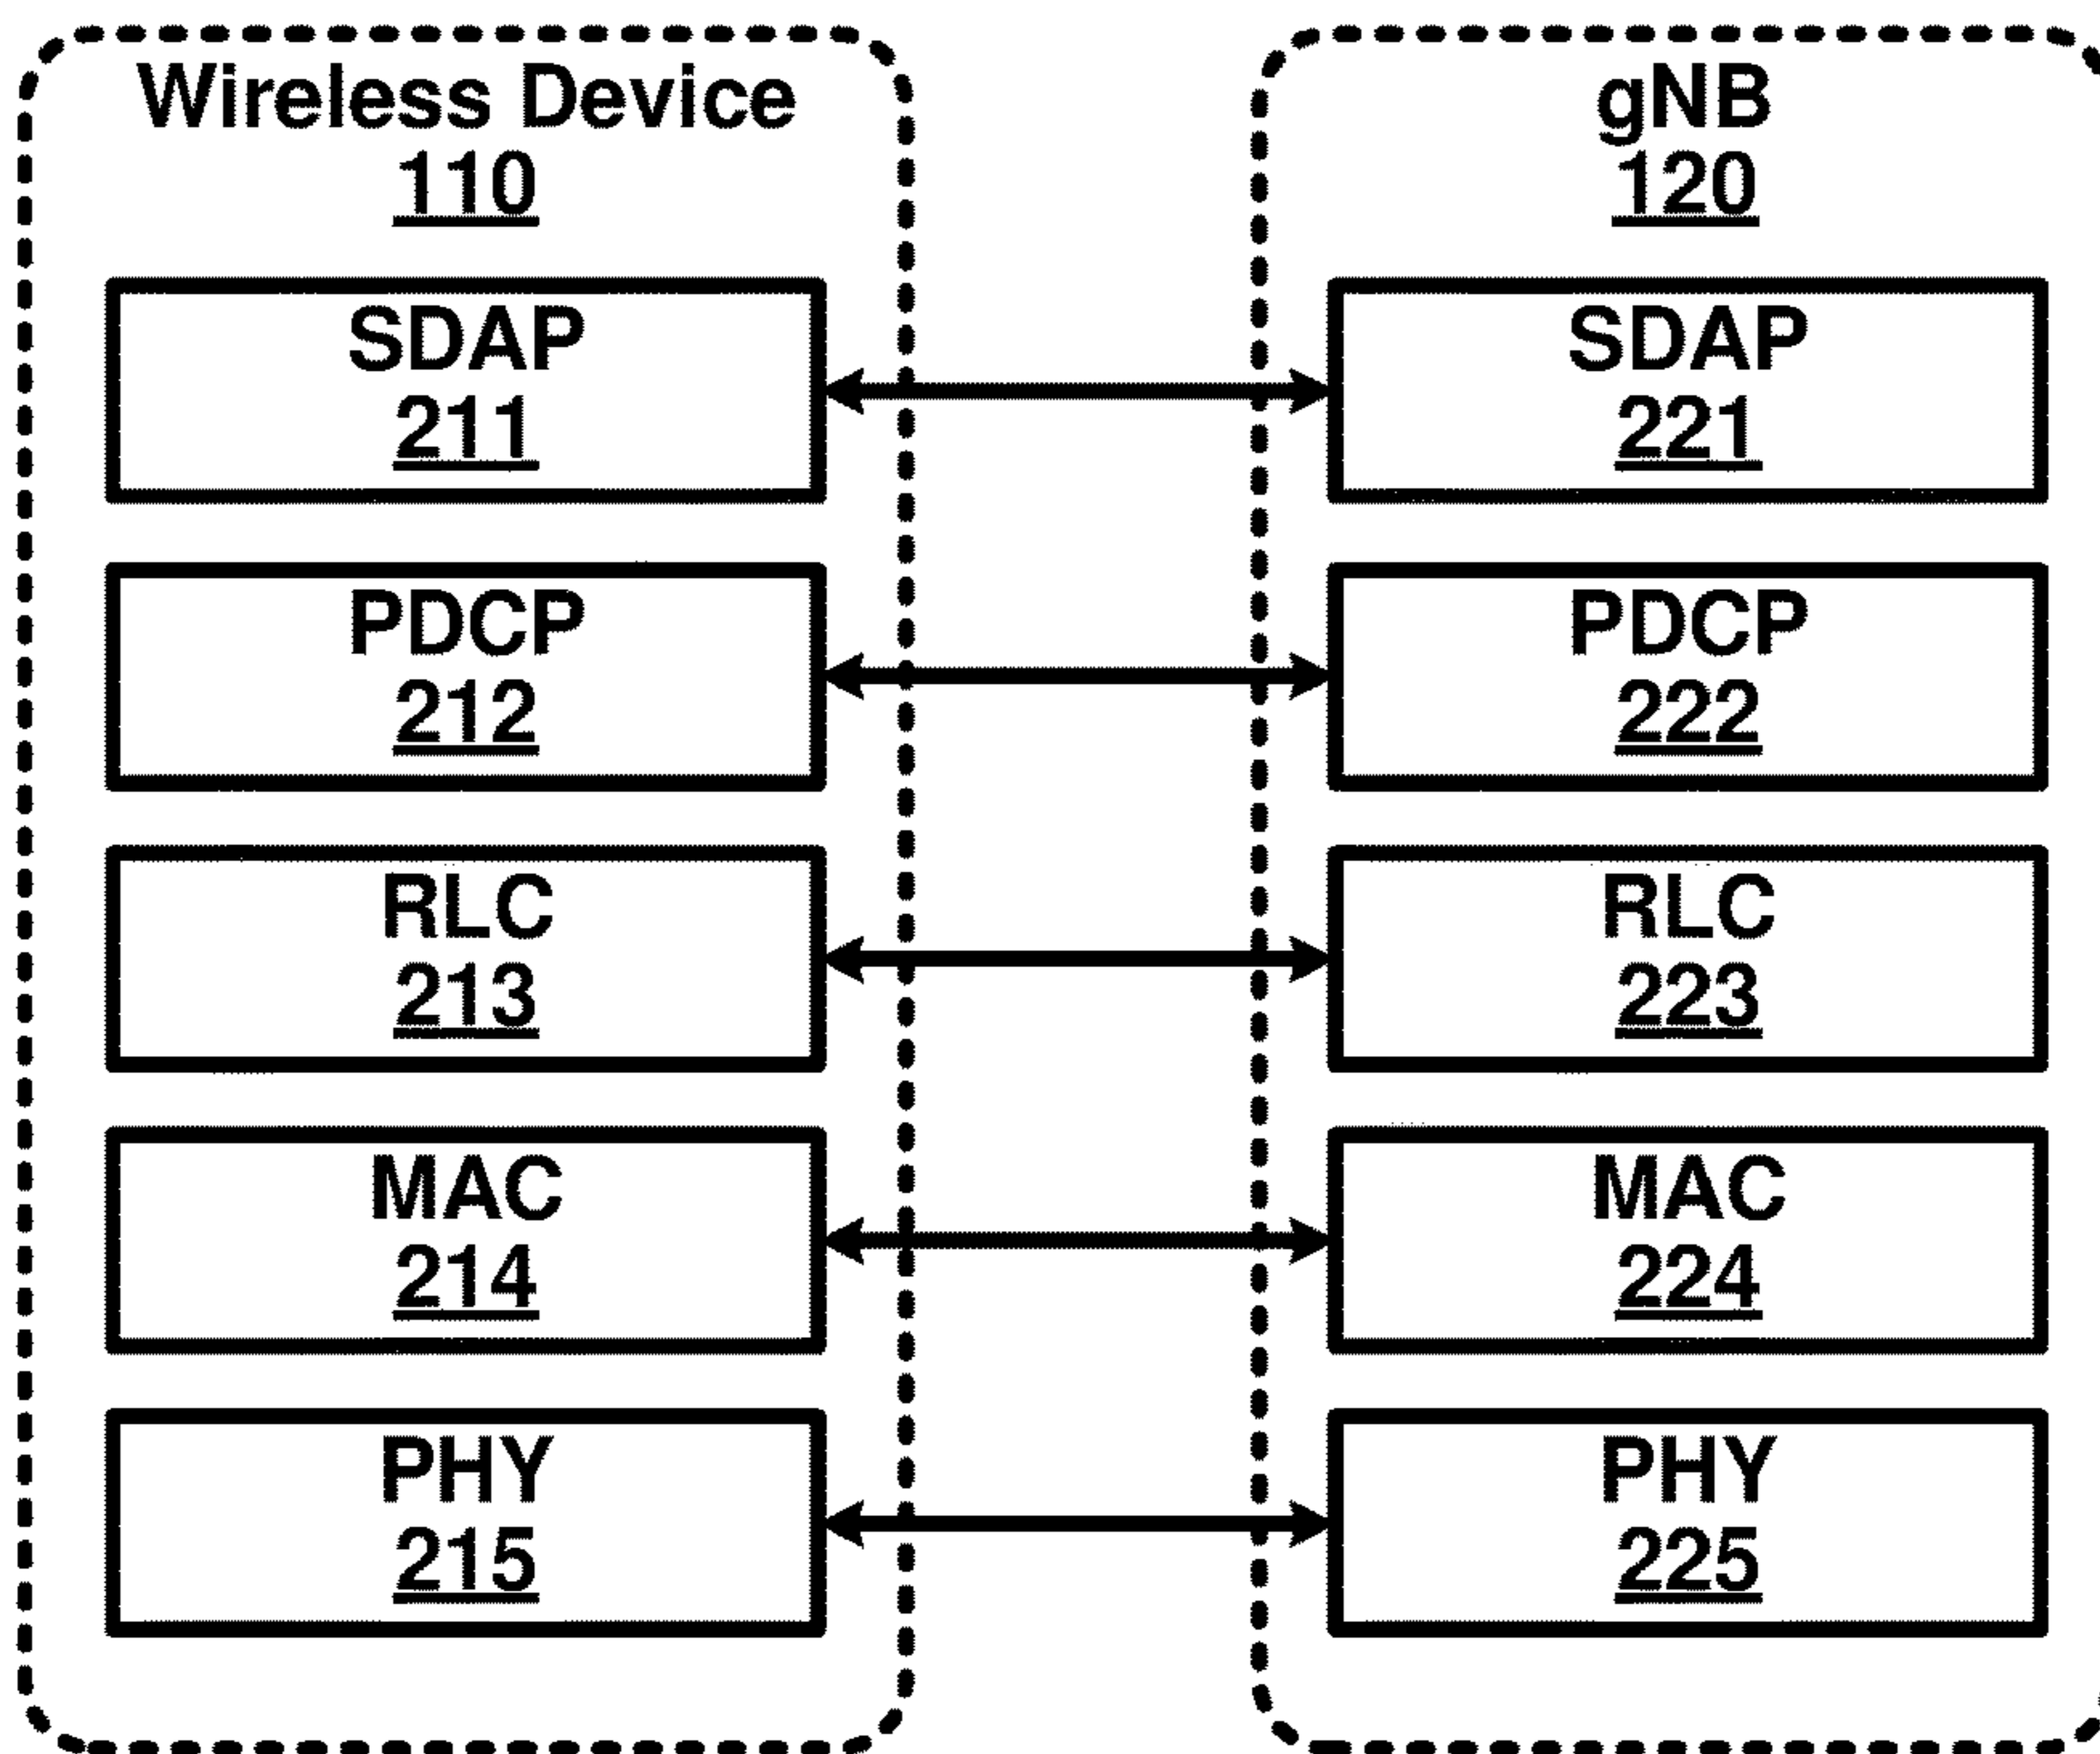 Wireless Device
110
SDAP
211
PDCP
212
RLC
213
MAC
214
PHY
215
gNB
120
SDAP
221
PDCP
222
RLC
223
MAC
224
PHY
225